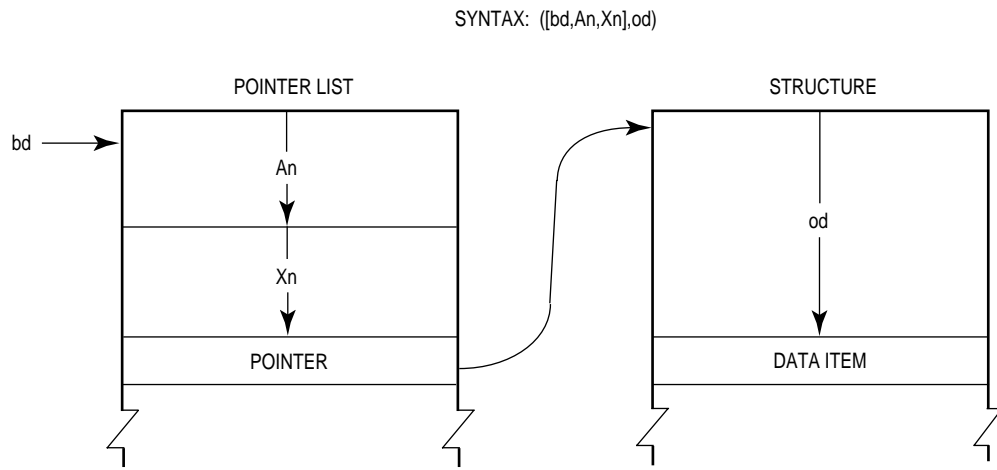 SYNTAX: ([bd,An,Xn],od)
POINTER LIST
STRUCTURE
bd
An
od
Xn
POINTER
DATA ITEM